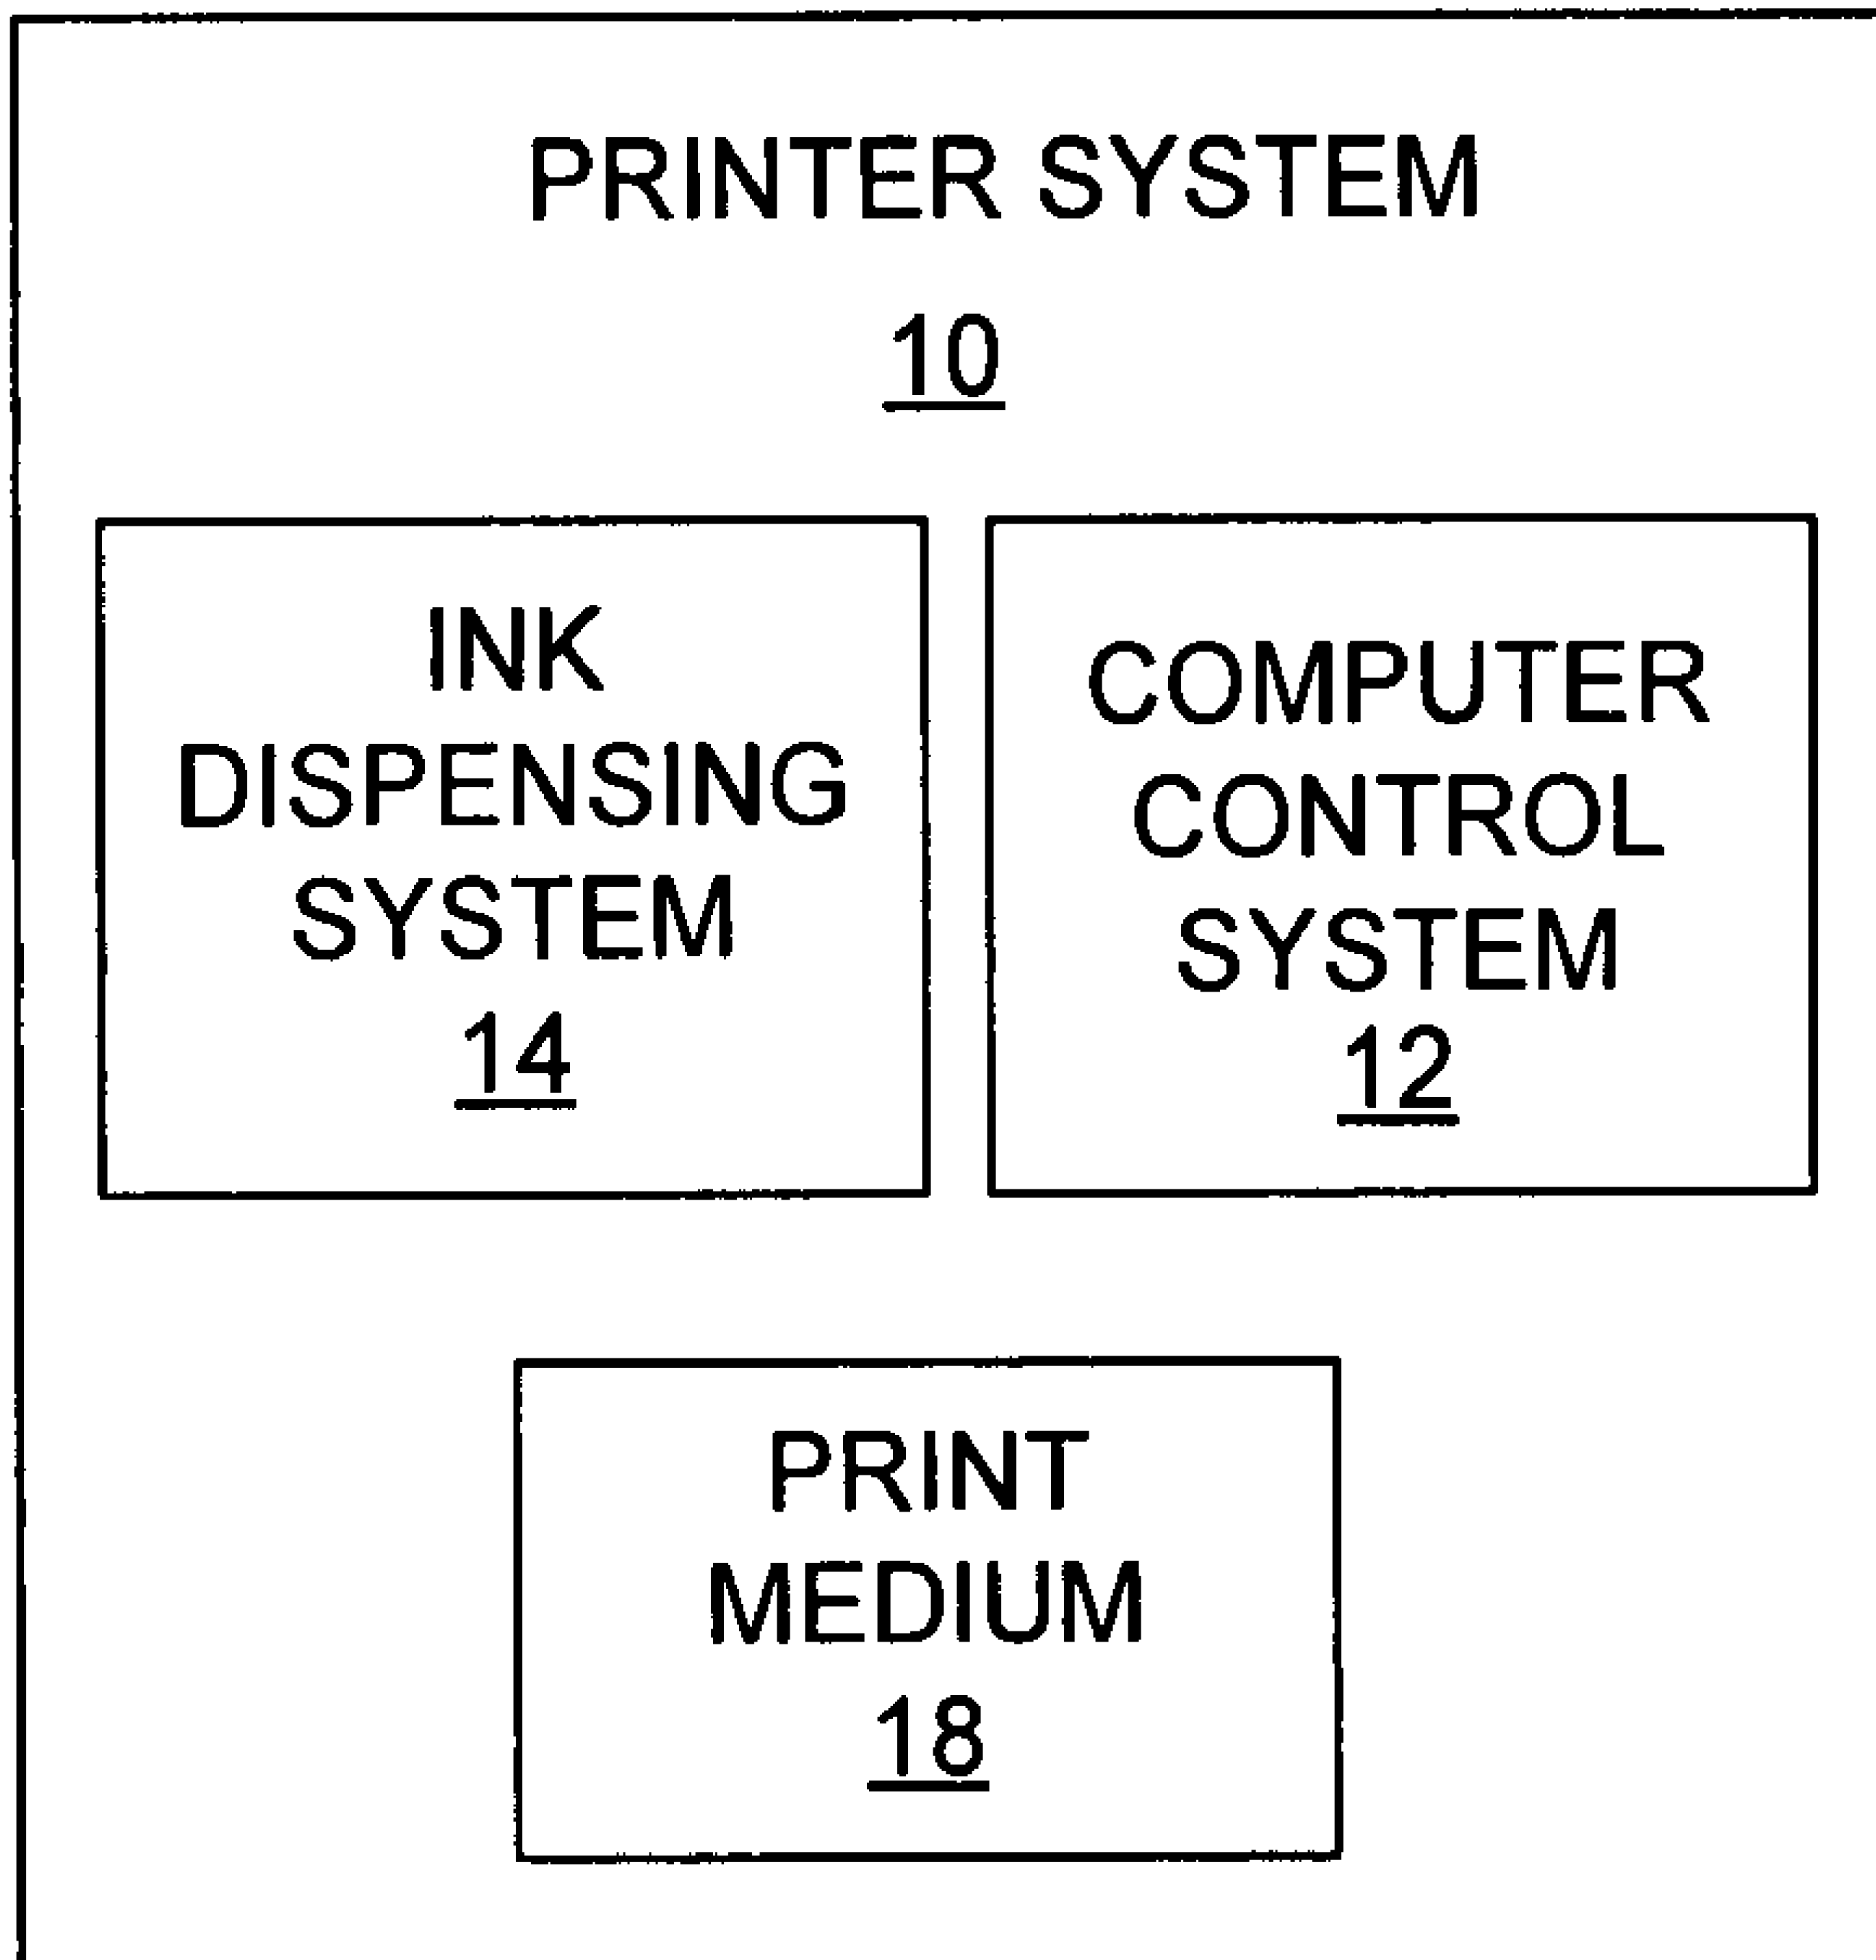 PRINTER SYSTEM
10
INK
DISPENSING
SYSTEM
14
COMPUTER
CONTROL
SYSTEM
12
PRINT
MEDIUM
18